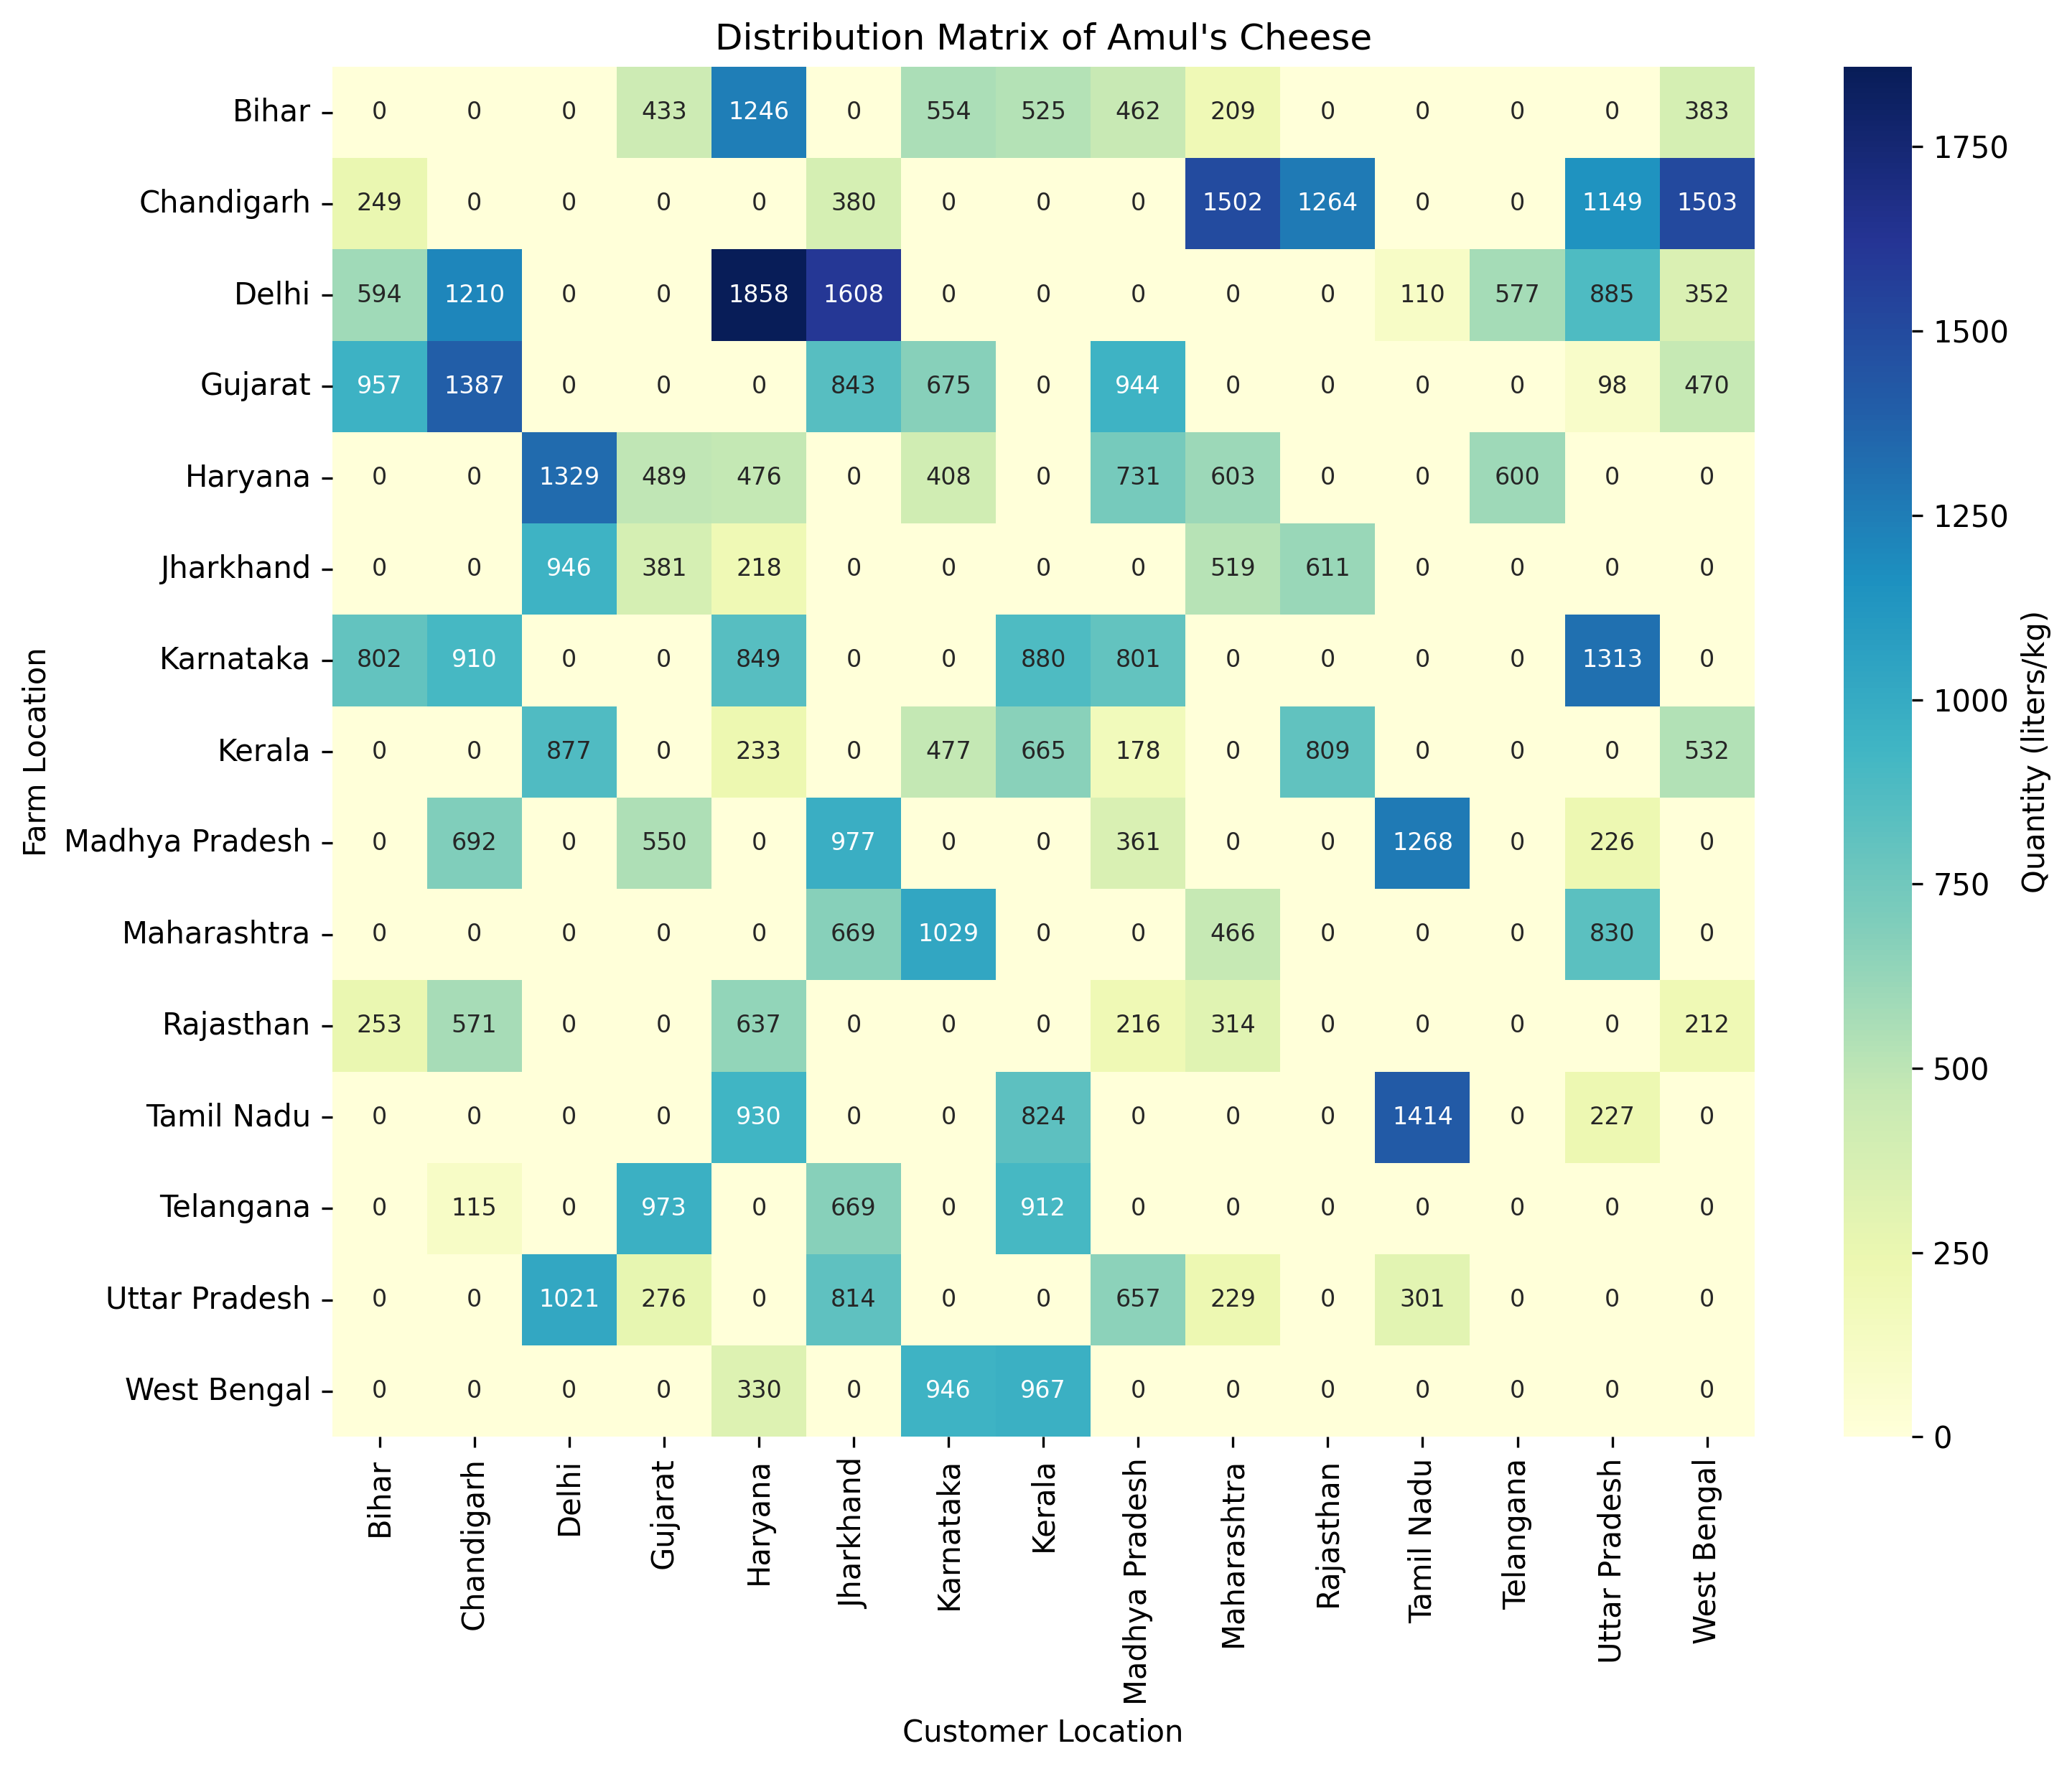 Distribution Matrix of Amul's Cheese
Bihar 0 0 0 433 1246 0 554 525 462 209 0 0 0 0 383
Chandigarh 249 0 0 0 0 380 0 0 0 1502 1264 0 0 1149 1503
Delhi 594 1210 0 0 1858 1608 0 0 0 0 0 110 577 885 352
Gujarat 957 1387 0 0 0 843 675 0 944 0 0 0 0 98 470
Haryana 0 0 1329 489 476 0 408 0 731 603 0 0 600 0 0
Jharkhand 0 0 946 381 218 0 0 0 0 519 611 0 0 0 0
Karnataka 802 910 0 0 849 0 0 880 801 0 0 0 0 1313 0
Kerala 0 0 877 0 233 0 477 665 178 0 809 0 0 0 532
Madhya Pradesh 0 692 0 550 0 977 0 0 361 0 0 1268 0 226 0
Maharashtra 0 0 0 0 0 669 1029 0 0 466 0 0 0 830 0
Rajasthan 253 571 0 0 637 0 0 0 216 314 0 0 0 0 212
Tamil Nadu 0 0 0 0 930 0 0 824 0 0 0 1414 0 227 0
Telangana 0 115 0 973 0 669 0 912 0 0 0 0 0 0 0
Uttar Pradesh 0 0 1021 276 0 814 0 0 657 229 0 301 0 0 0
West Bengal 0 0 0 0 330 0 946 967 0 0 0 0 0 0 0
Farm Location
Bihar Chandigarh Delhi Gujarat Haryana Jharkhand Karnataka Kerala Madhya Pradesh Maharashtra Rajasthan Tamil Nadu Telangana Uttar Pradesh West Bengal
Customer Location
1750
1500
1250
1000
750
500
250
0
Quantity (liters/kg)